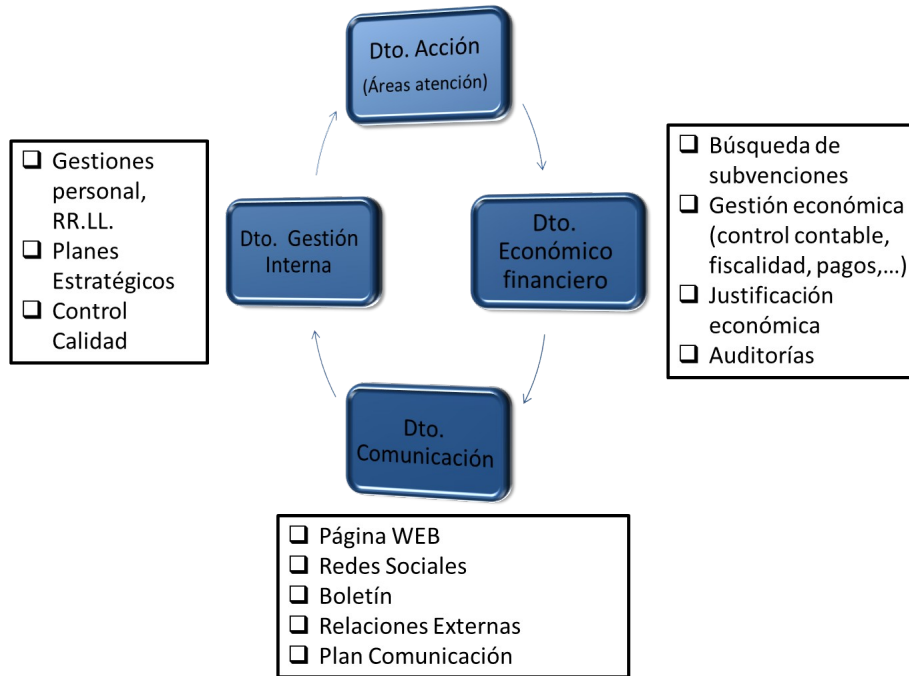 Dto. Acción
(Áreas atención)
❑ Gestiones
personal,
RR.LL.
❑ Planes
Estratégicos
❑ Control
Calidad
Dto. Gestión
Interna
Dto.
Económico
financiero
❑ Búsqueda de
subvenciones
❑ Gestión económica
(control contable,
fiscalidad, pagos,...)
❑ Justificación
económica
❑ Auditorías
Dto.
Comunicación
❑ Página WEB
❑ Redes Sociales
❑ Boletín
❑ Relaciones Externas
❑ Plan Comunicación